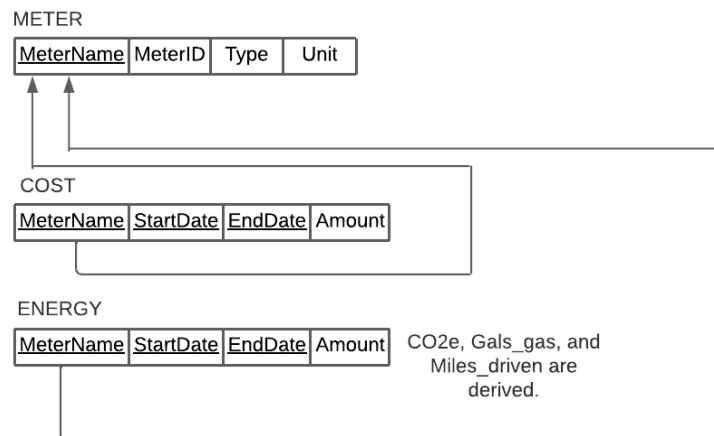 METER
MeterName MeterID Type Unit
COST
MeterName StartDate EndDate Amount
ENERGY
MeterName StartDate EndDate Amount
CO2e, Gals_gas, and
Miles_driven are
derived.